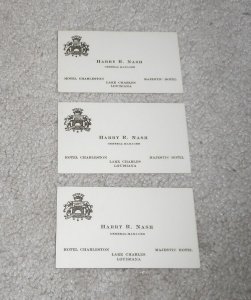 HARRY R. NASH
GENERAL MANAGER
HOTEL CHARLESTON MAJESTIC HOTEL
LAKE CHARLES
LOUISIANA
HARRY R. NASH
GENERAL MANAGER
HOTEL CHARLESTON MAJESTIC HOTEL
LAKE CHARLES
LOUISIANA
HARRY R. NASH
GENERAL MANAGER
HOTEL CHARLESTON MAJESTIC HOTEL
LAKE CHARLES
LOUISIANA